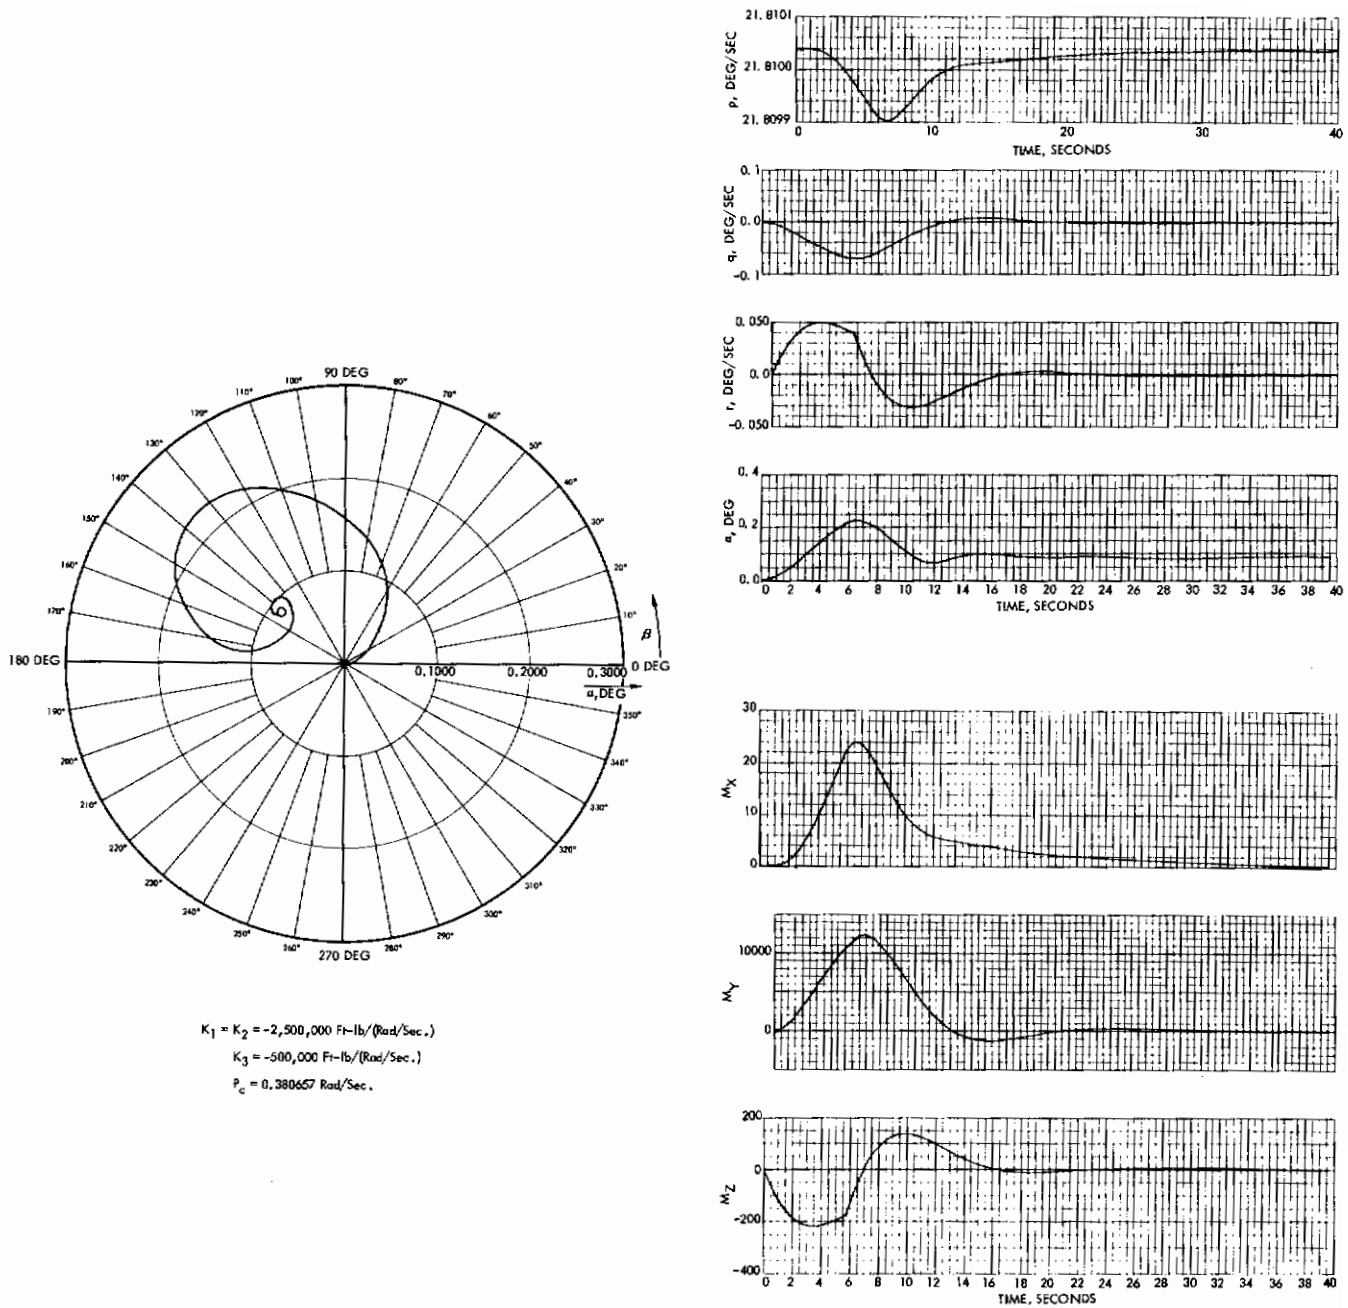 90 DEG
100°
80°
110°
70°
120°
60°
130°
50°
140°
40°
150°
30°
160°
20°
170°
10°
β
180 DEG
0.1000
0.2000
0.3000
0 DEG
α, DEG
190°
350°
200°
340°
210°
330°
220°
320°
230°
310°
240°
300°
250°
290°
260°
280°
270 DEG
K1 = K2 = -2,500,000 Ft-lb/(Rad/Sec.)
K3 = -500,000 Ft-lb/(Rad/Sec.)
Pc = 0.380657 Rad/Sec.
21.8101
21.8100
21.8099
p, DEG/SEC
0 10 20 30 40
TIME, SECONDS
0.1
0.0
-0.1
q, DEG/SEC
0.050
0.0
-0.050
r, DEG/SEC
0.4
0.2
0.0
α, DEG
0 2 4 6 8 10 12 14 16 18 20 22 24 26 28 30 32 34 36 38 40
TIME, SECONDS
30
20
10
0
MX
10000
0
MY
200
0
-200
-400
MZ
0 2 4 6 8 10 12 14 16 18 20 22 24 26 28 30 32 34 36 38 40
TIME, SECONDS